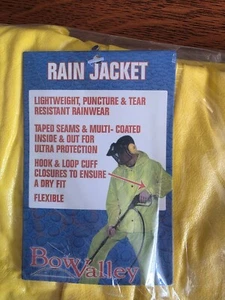 RAIN JACKET
LIGHTWEIGHT, PUNCTURE & TEAR
RESISTANT RAINWEAR
TAPED SEAMS & MULTI-COATED
INSIDE & OUT FOR
ULTRA PROTECTION
HOOK & LOOP CUFF
CLOSURES TO ENSURE
A DRY FIT
FLEXIBLE
Bow Valley